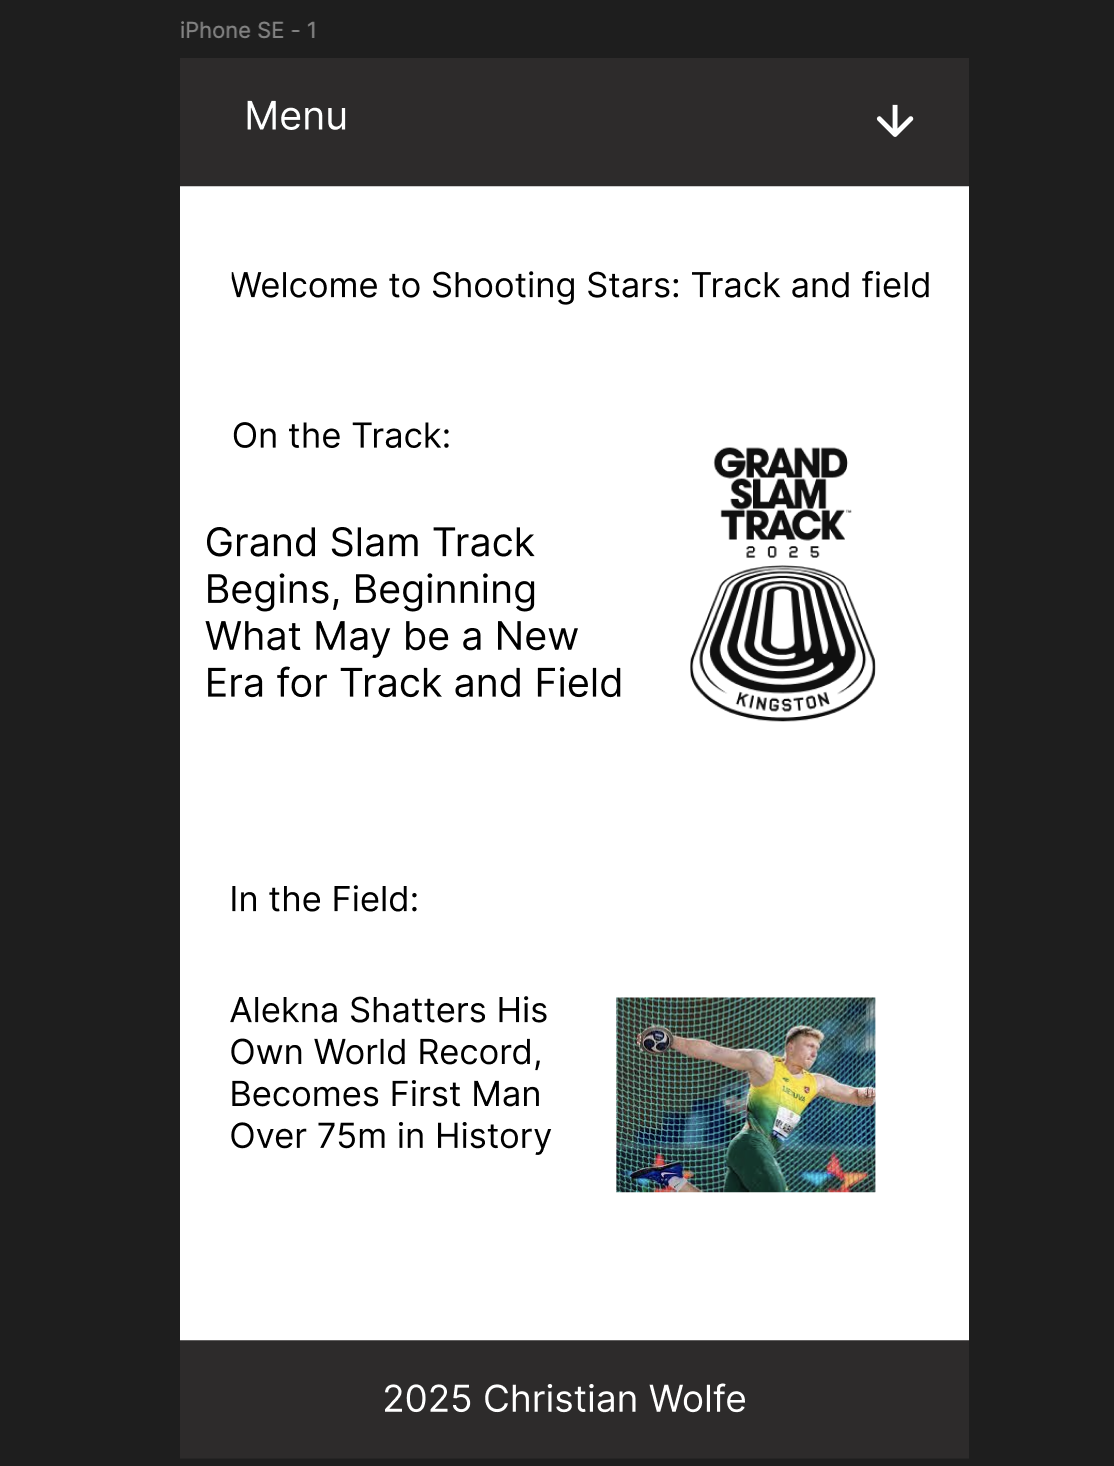 iPhone SE - 1
Menu
Welcome to Shooting Stars: Track and field
On the Track:
Grand Slam Track
Begins, Beginning
What May be a New
Era for Track and Field
GRAND
SLAM
TRACK™
2025
KINGSTON
In the Field:
Alekna Shatters His
Own World Record,
Becomes First Man
Over 75m in History
LIETUVA
2025 Christian Wolfe